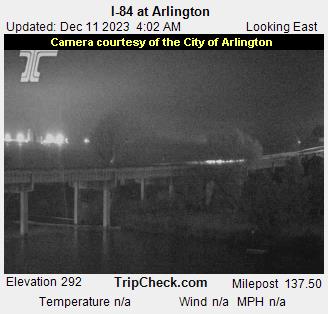 I-84 at Arlington
Updated: Dec 11 2023 4:02 AM Looking East
Camera courtesy of the City of Arlington
Elevation 292 TripCheck.com Milepost 137.50
Temperature n/a Wind n/a MPH n/a